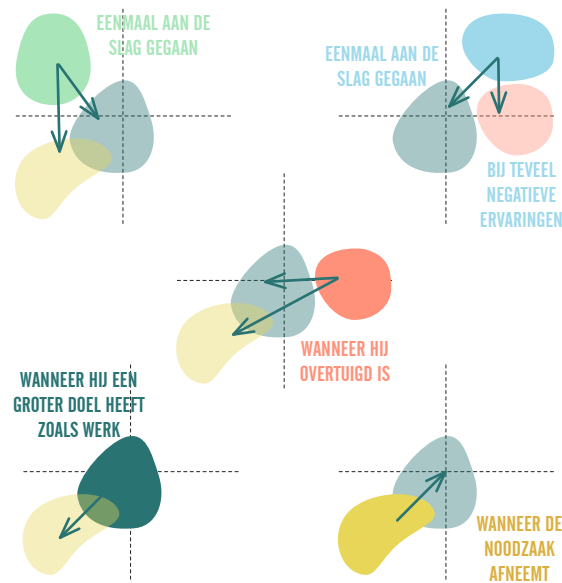 EENMAAL AAN DE
SLAG GEGAAN
EENMAAL AAN DE
SLAG GEGAAN
BIJ TEVEEL
NEGATIEVE
ERVARINGEN
WANNEER HIJ
OVERTUIGD IS
WANNEER HIJ EEN
GROTER DOEL HEEFT
ZOALS WERK
WANNEER DE
NOODZAAK
AFNEEMT